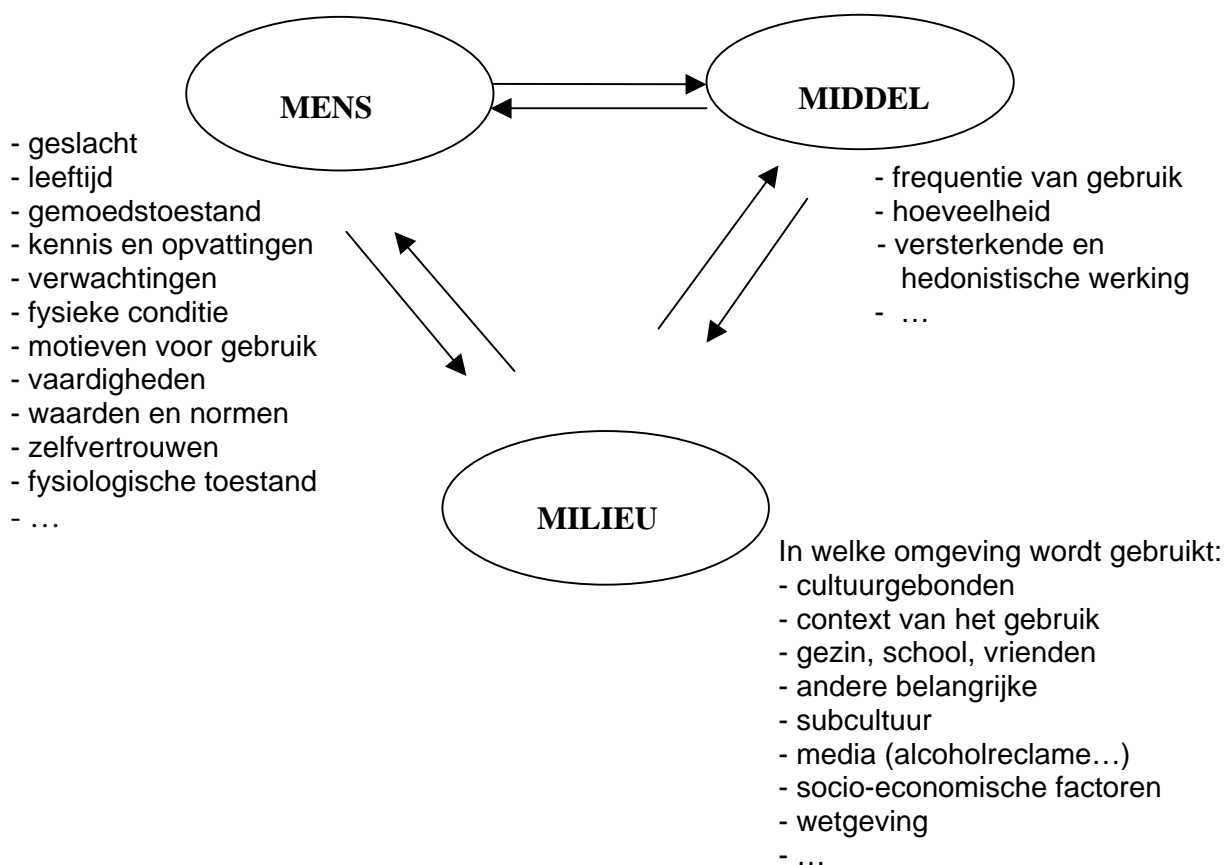 MENS
MIDDEL
- geslacht
- leeftijd
- gemoedstoestand
- kennis en opvattingen
- verwachtingen
- fysieke conditie
- motieven voor gebruik
- vaardigheden
- waarden en normen
- zelfvertrouwen
- fysiologische toestand
- …
- frequentie van gebruik
- hoeveelheid
- versterkende en
hedonistische werking
- …
MILIEU
In welke omgeving wordt gebruikt:
- cultuurgebonden
- context van het gebruik
- gezin, school, vrienden
- andere belangrijke
- subcultuur
- media (alcoholreclame…)
- socio-economische factoren
- wetgeving
- …